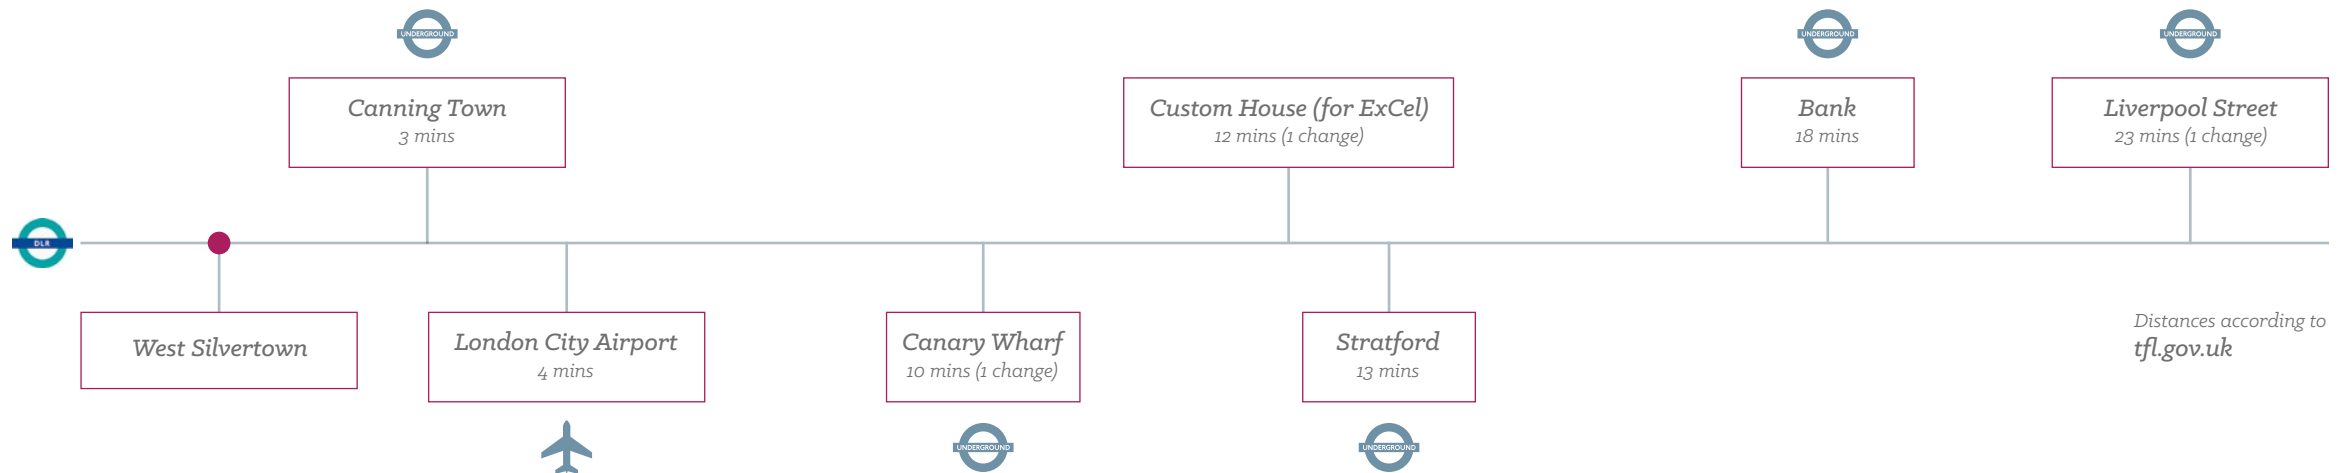 UNDERGROUND
UNDERGROUND
UNDERGROUND
Canning Town
3 mins
Custom House (for ExCel)
12 mins (1 change)
Bank
18 mins
Liverpool Street
23 mins (1 change)
DLR
West Silvertown
London City Airport
4 mins
Canary Wharf
10 mins (1 change)
Stratford
13 mins
Distances according to
tfl.gov.uk
UNDERGROUND
UNDERGROUND